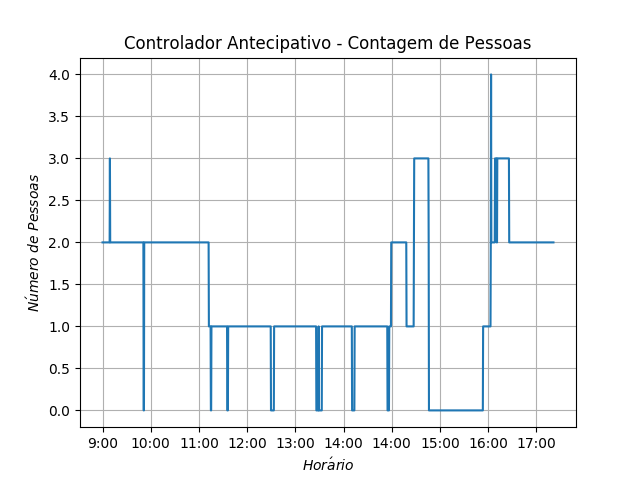 Controlador Antecipativo - Contagem de Pessoas
4.0
3.5
3.0
2.5
2.0
1.5
1.0
0.5
0.0
Número de Pessoas
9:00 10:00 11:00 12:00 13:00 14:00 14:00 15:00 16:00 17:00
Horário